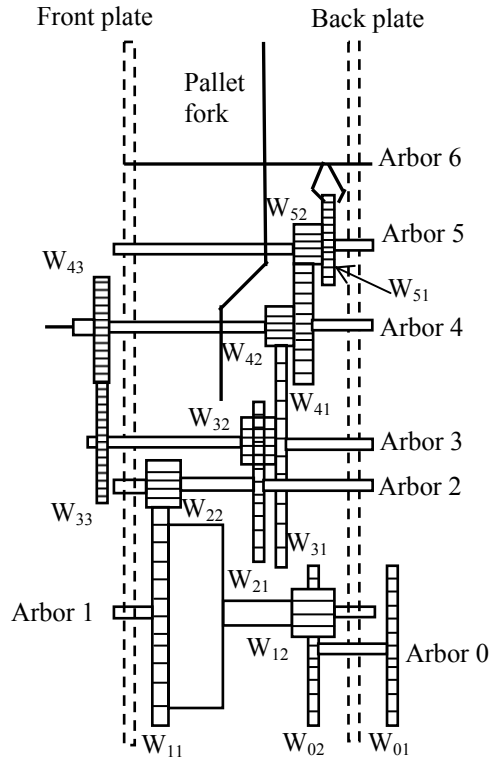 Front plate
Back plate
Pallet
fork
Arbor 6
W52
Arbor 5
W43
W51
Arbor 4
W42
W41
W32
Arbor 3
Arbor 2
W33
W22
W31
W21
Arbor 1
W12
Arbor 0
W11
W02
W01